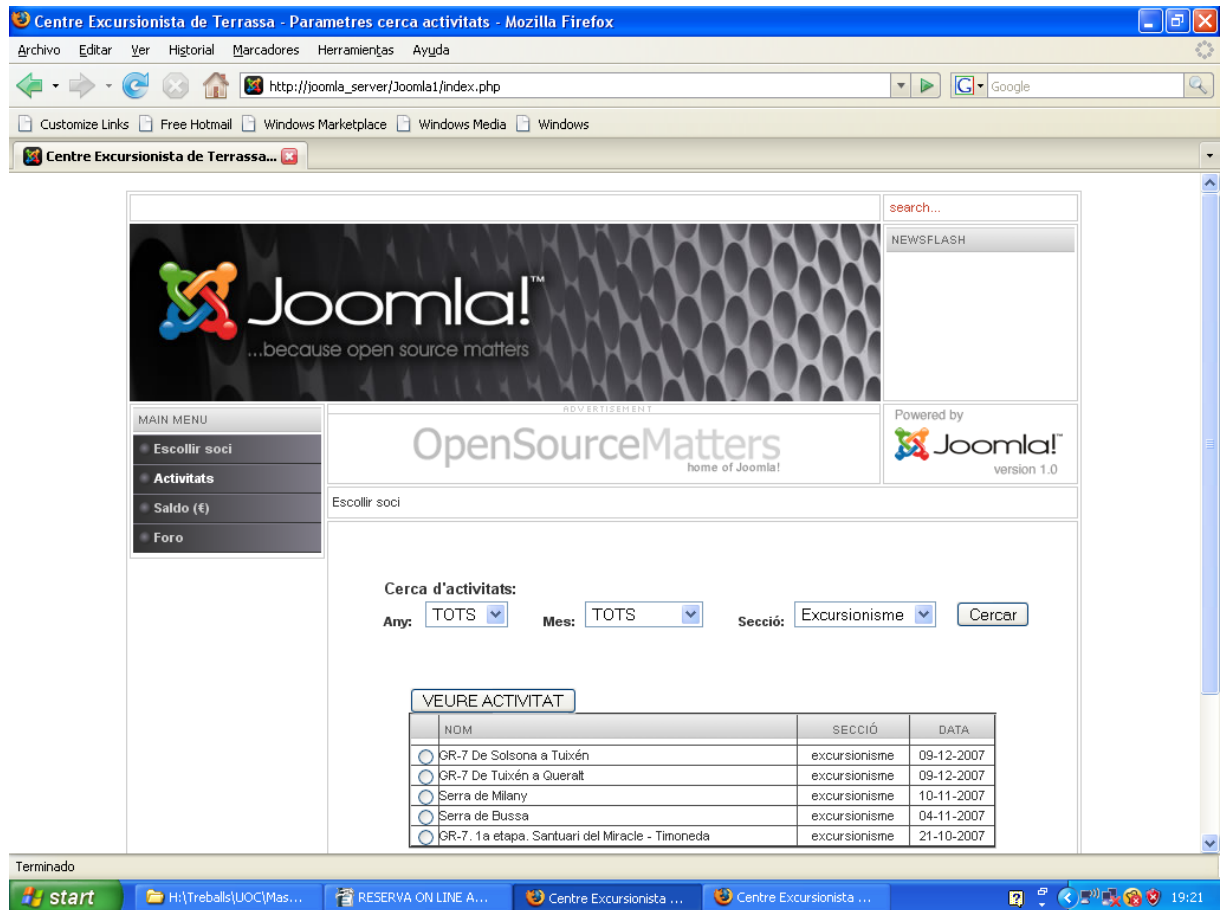 Centre Excursionista de Terrassa - Parametres cerca activitats - Mozilla Firefox
Archivo Editar Ver Historial Marcadores Herramientas Ayuda
http://joomla_server/Joomla1/index.php
G Google
Customize Links Free Hotmail Windows Marketplace Windows Media Windows
Centre Excursionista de Terrassa...
search...
NEWSFLASH
Joomla!™
...because open source matters
MAIN MENU
Escollir soci
Activitats
Saldo (€)
Foro
ADVERTISEMENT
OpenSourceMatters
home of Joomla!
Powered by
Joomla!™
version 1.0
Escollir soci
Cerca d'activitats:
Any: TOTS Mes: TOTS Secció: Excursionisme Cercar
VEURE ACTIVITAT
NOM SECCIÓ DATA
GR-7 De Solsona a Tuixén excursionisme 09-12-2007
GR-7 De Tuixén a Queralt excursionisme 09-12-2007
Serra de Milany excursionisme 10-11-2007
Serra de Bussa excursionisme 04-11-2007
GR-7. 1a etapa. Santuari del Miracle - Timoneda excursionisme 21-10-2007
Terminado
start H:\Treballs\UOC\Mas... RESERVA ON LINE A... Centre Excursionista ... Centre Excursionista ... 19:21